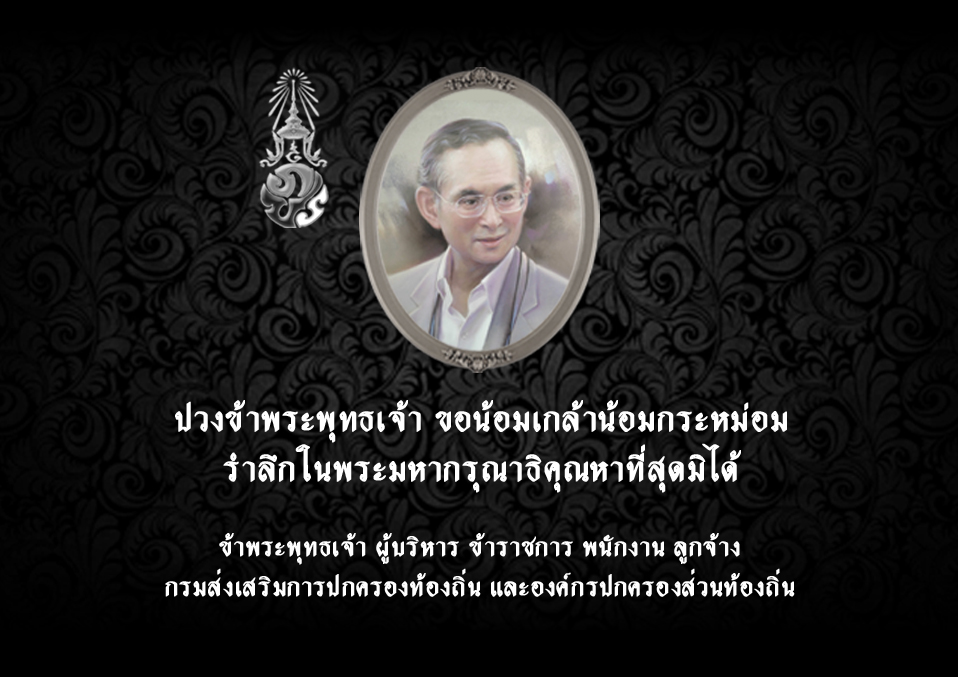 ปวงข้าพระพุทธเจ้า ขอน้อมเกล้าน้อมกระหม่อม
รำลึกในพระมหากรุณาธิคุณหาที่สุดมิได้
ข้าพระพุทธเจ้า ผู้บริหาร ข้าราชการ พนักงาน ลูกจ้าง
กรมส่งเสริมการปกครองท้องถิ่น และองค์กรปกครองส่วนท้องถิ่น